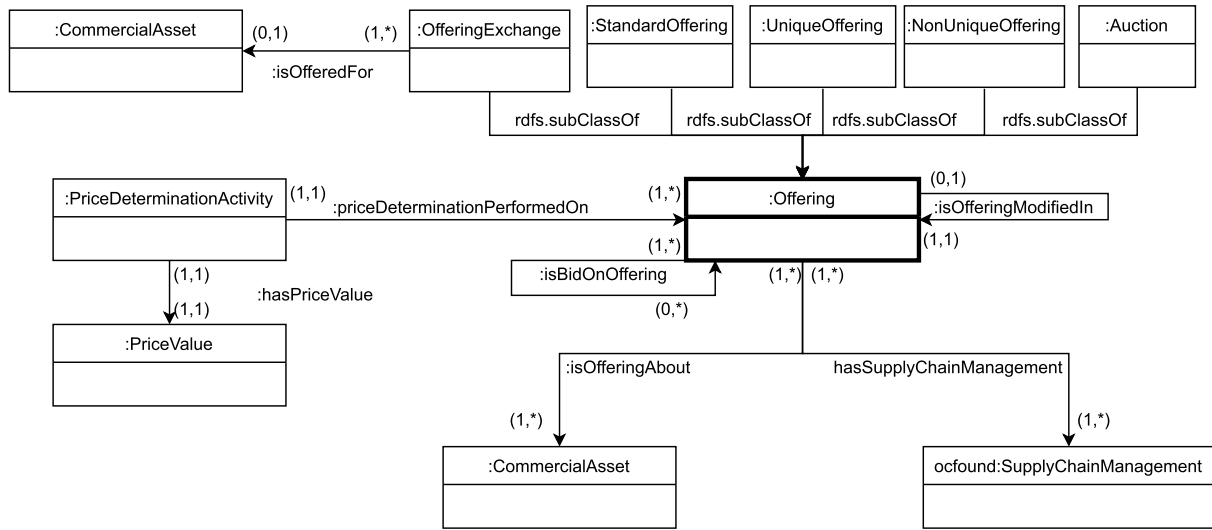 :CommercialAsset
(0,1)
(1,*)
:isOfferedFor
:OfferingExchange
:StandardOffering
:UniqueOffering
:NonUniqueOffering
:Auction
rdfs.subClassOf
rdfs.subClassOf
rdfs.subClassOf
rdfs.subClassOf
:PriceDeterminationActivity
(1,1)
:priceDeterminationPerformedOn
(1,*)
:Offering
(0,1)
:isOfferingModifiedIn
(1,1)
(1,*)
:isBidOnOffering
(0,*)
(1,*)
(1,*)
(1,1)
:hasPriceValue
(1,1)
:PriceValue
:isOfferingAbout
hasSupplyChainManagement
(1,*)
(1,*)
:CommercialAsset
ocfound:SupplyChainManagement